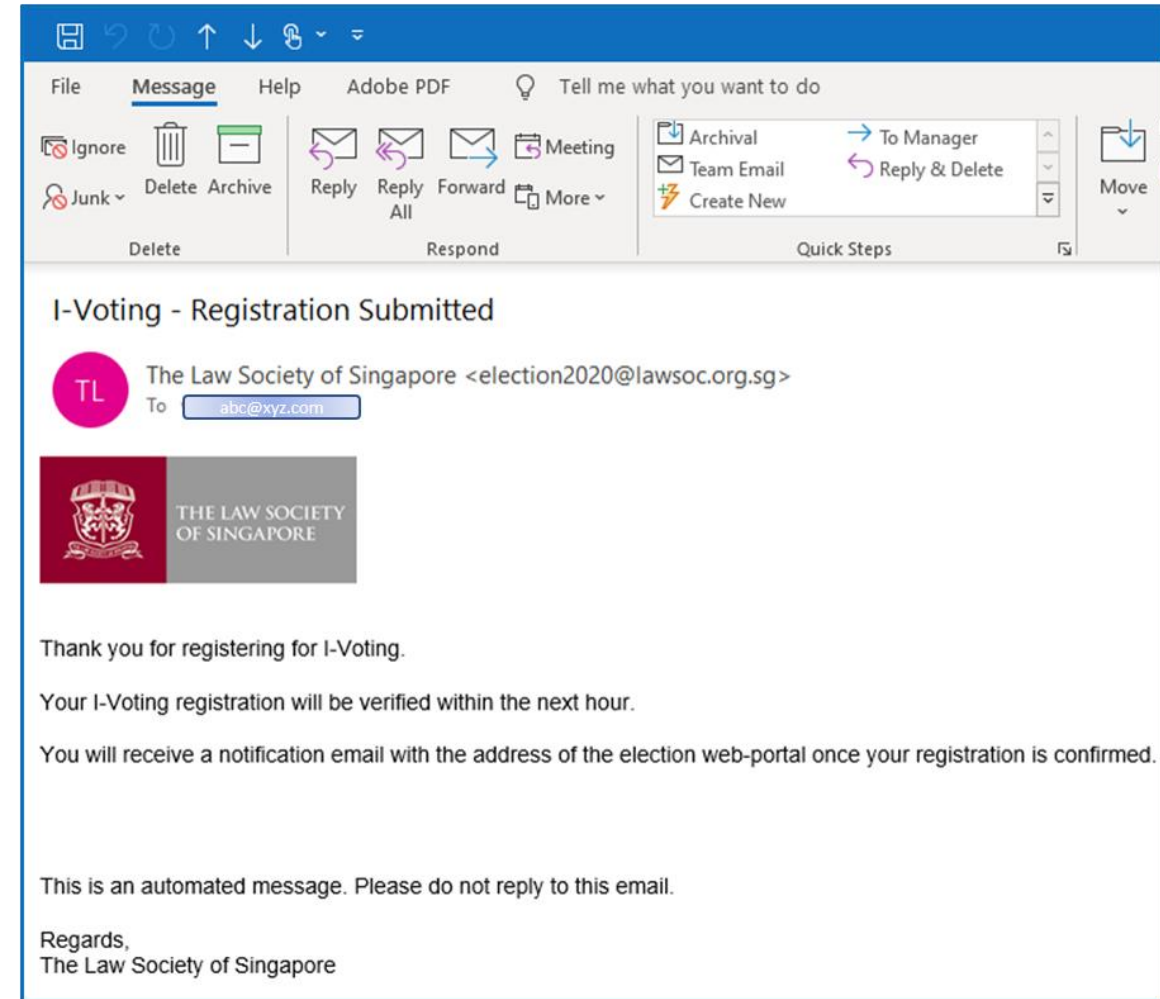 File Message Help Adobe PDF Tell me what you want to do
Ignore
Junk
Delete
Archive
Delete
Reply
Reply All
Forward
Meeting
More
Respond
Archival
To Manager
Team Email
Reply & Delete
Create New
Quick Steps
Move
I-Voting - Registration Submitted
TL
The Law Society of Singapore <election2020@lawsoc.org.sg>
To abc@xyz.com
THE LAW SOCIETY
OF SINGAPORE
Thank you for registering for I-Voting.
Your I-Voting registration will be verified within the next hour.
You will receive a notification email with the address of the election web-portal once your registration is confirmed.
This is an automated message. Please do not reply to this email.
Regards,
The Law Society of Singapore